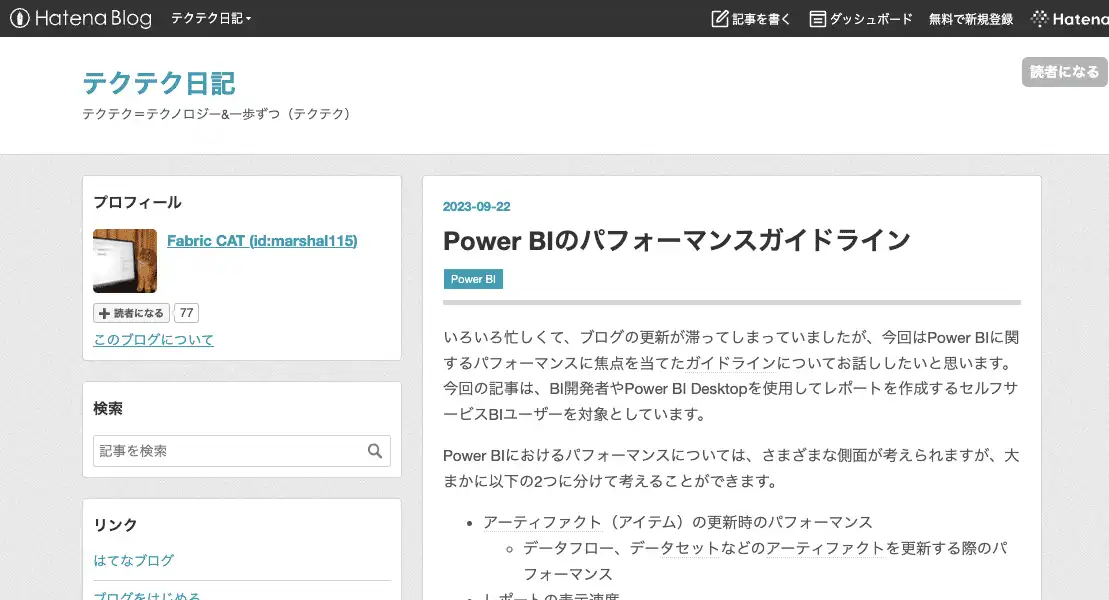 Hatena Blog
テクテク日記
記事を書く
ダッシュボード
無料で新規登録
Hatena
テクテク日記
テクテク＝テクノロジー&一歩ずつ（テクテク）
読者になる
プロフィール
Fabric CAT (id:marshal115)
読者になる 77
このブログについて
検索
記事を検索
リンク
はてなブログ
ブログをはじめる
2023-09-22
Power BIのパフォーマンスガイドライン
Power BI
いろいろ忙しくて、ブログの更新が滞ってしまっていましたが、今回はPower BIに関
するパフォーマンスに焦点を当てたガイドラインについてお話ししたいと思います。
今回の記事は、BI開発者やPower BI Desktopを使用してレポートを作成するセルフサ
ービスBIユーザーを対象としています。
Power BIにおけるパフォーマンスについては、さまざまな側面が考えられますが、大
まかに以下の2つに分けて考えることができます。
アーティファクト（アイテム）の更新時のパフォーマンス
データフロー、データセットなどのアーティファクトを更新する際のパ
フォーマンス
レポートの表示速度